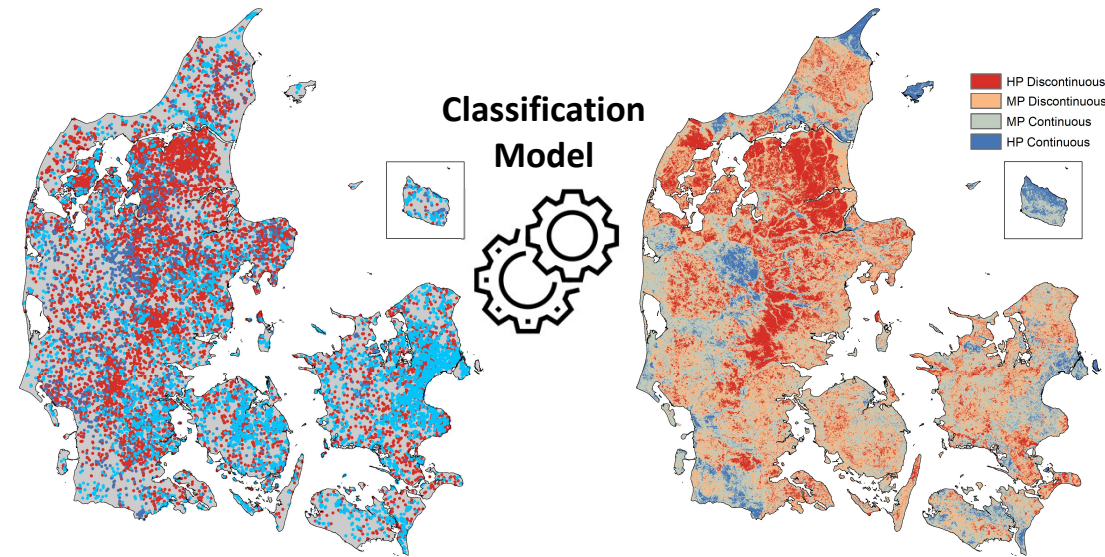 Classification
Model
HP Discontinuous
MP Discontinuous
MP Continuous
HP Continuous